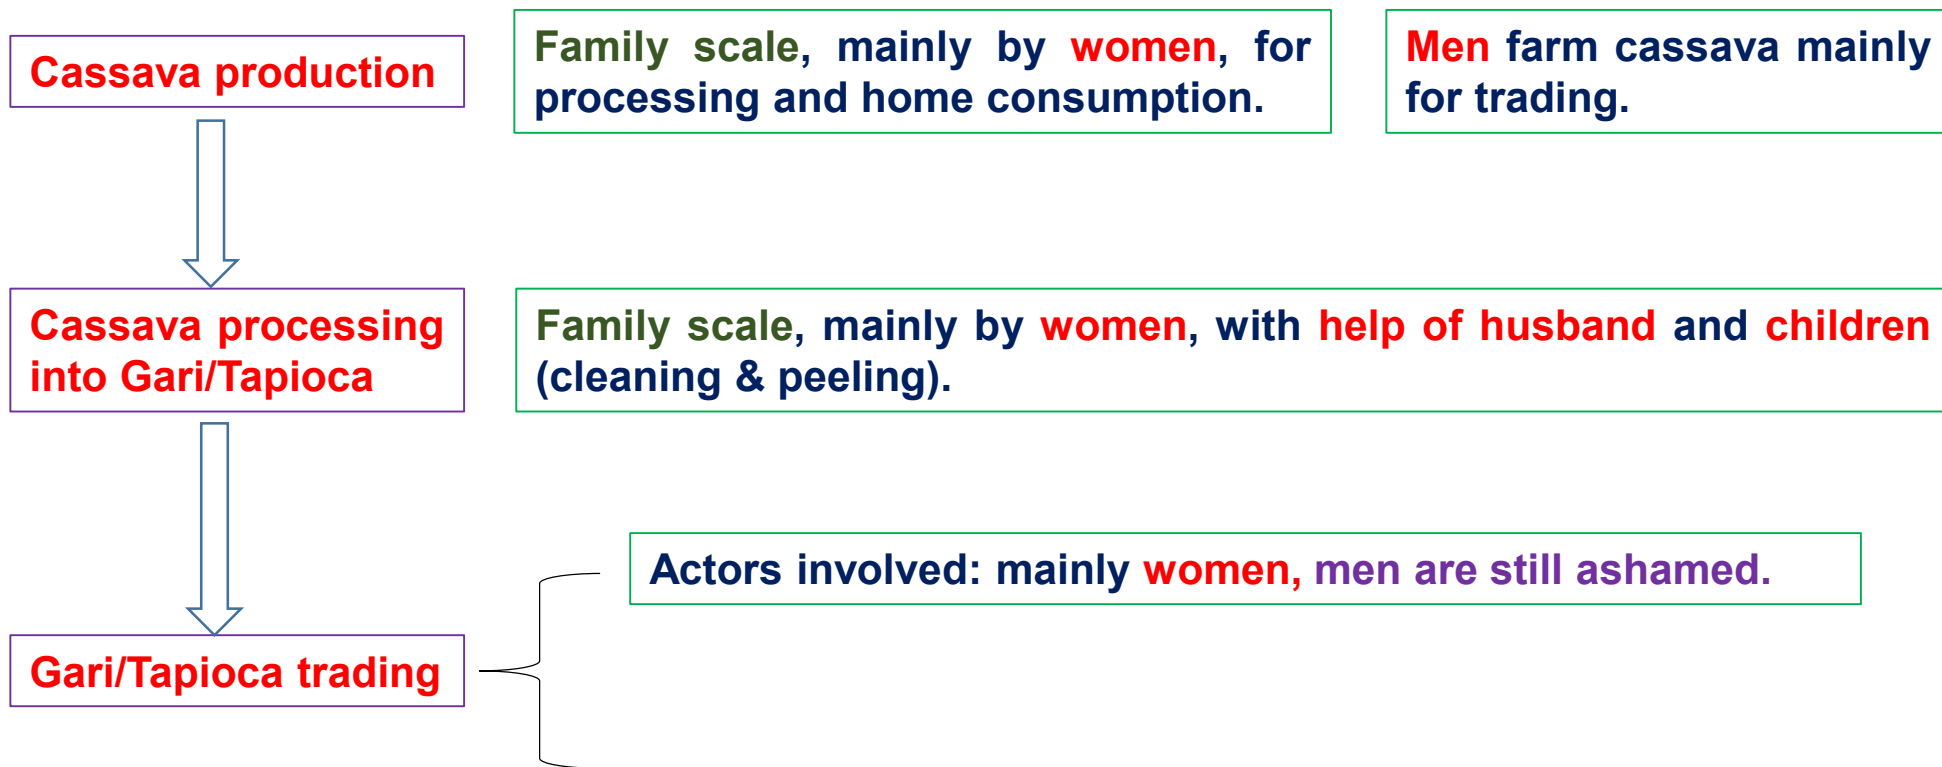 Cassava production
Family scale, mainly by women, for
processing and home consumption.
Men farm cassava mainly
for trading.
Cassava processing
into Gari/Tapioca
Family scale, mainly by women, with help of husband and children
(cleaning & peeling).
Actors involved: mainly women, men are still ashamed.
Gari/Tapioca trading